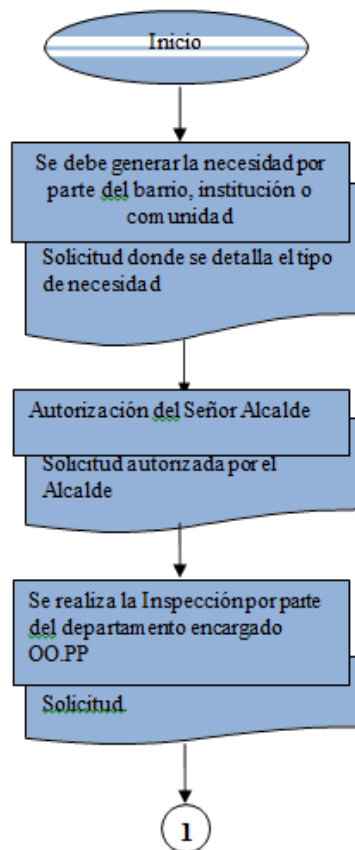 Inicio
Se debe generar la necesidad por
parte del barrio, institución o
comunidad
Solicitud donde se detalla el tipo
de necesidad
Autorización del Señor Alcalde
Solicitud autorizada por el
Alcalde
Se realiza la Inspección por parte
del departamento encargado
OO.PP
Solicitud.
1